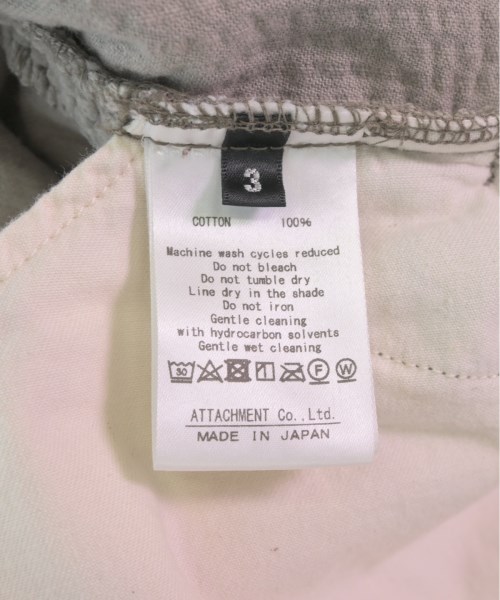 3
COTTON 100%
Machine wash cycles reduced
Do not bleach
Do not tumble dry
Line dry in the shade
Do not iron
Gentle cleaning
with hydrocarbon solvents
Gentle wet cleaning
30 F W
ATTACHMENT Co.,Ltd.
MADE IN JAPAN